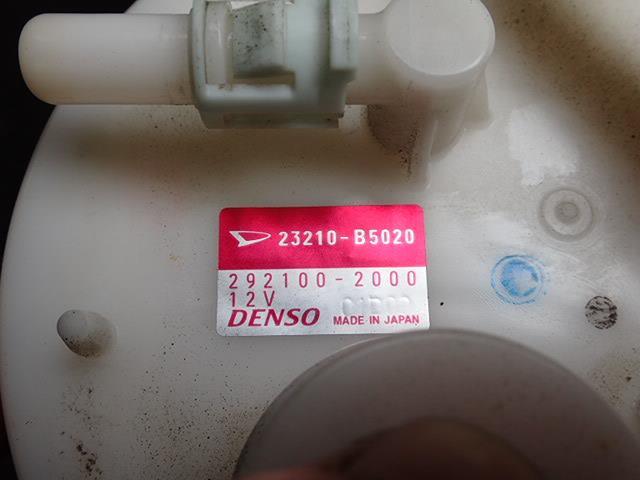 23210-B5020
292100-2000
12V
DENSO MADE IN JAPAN